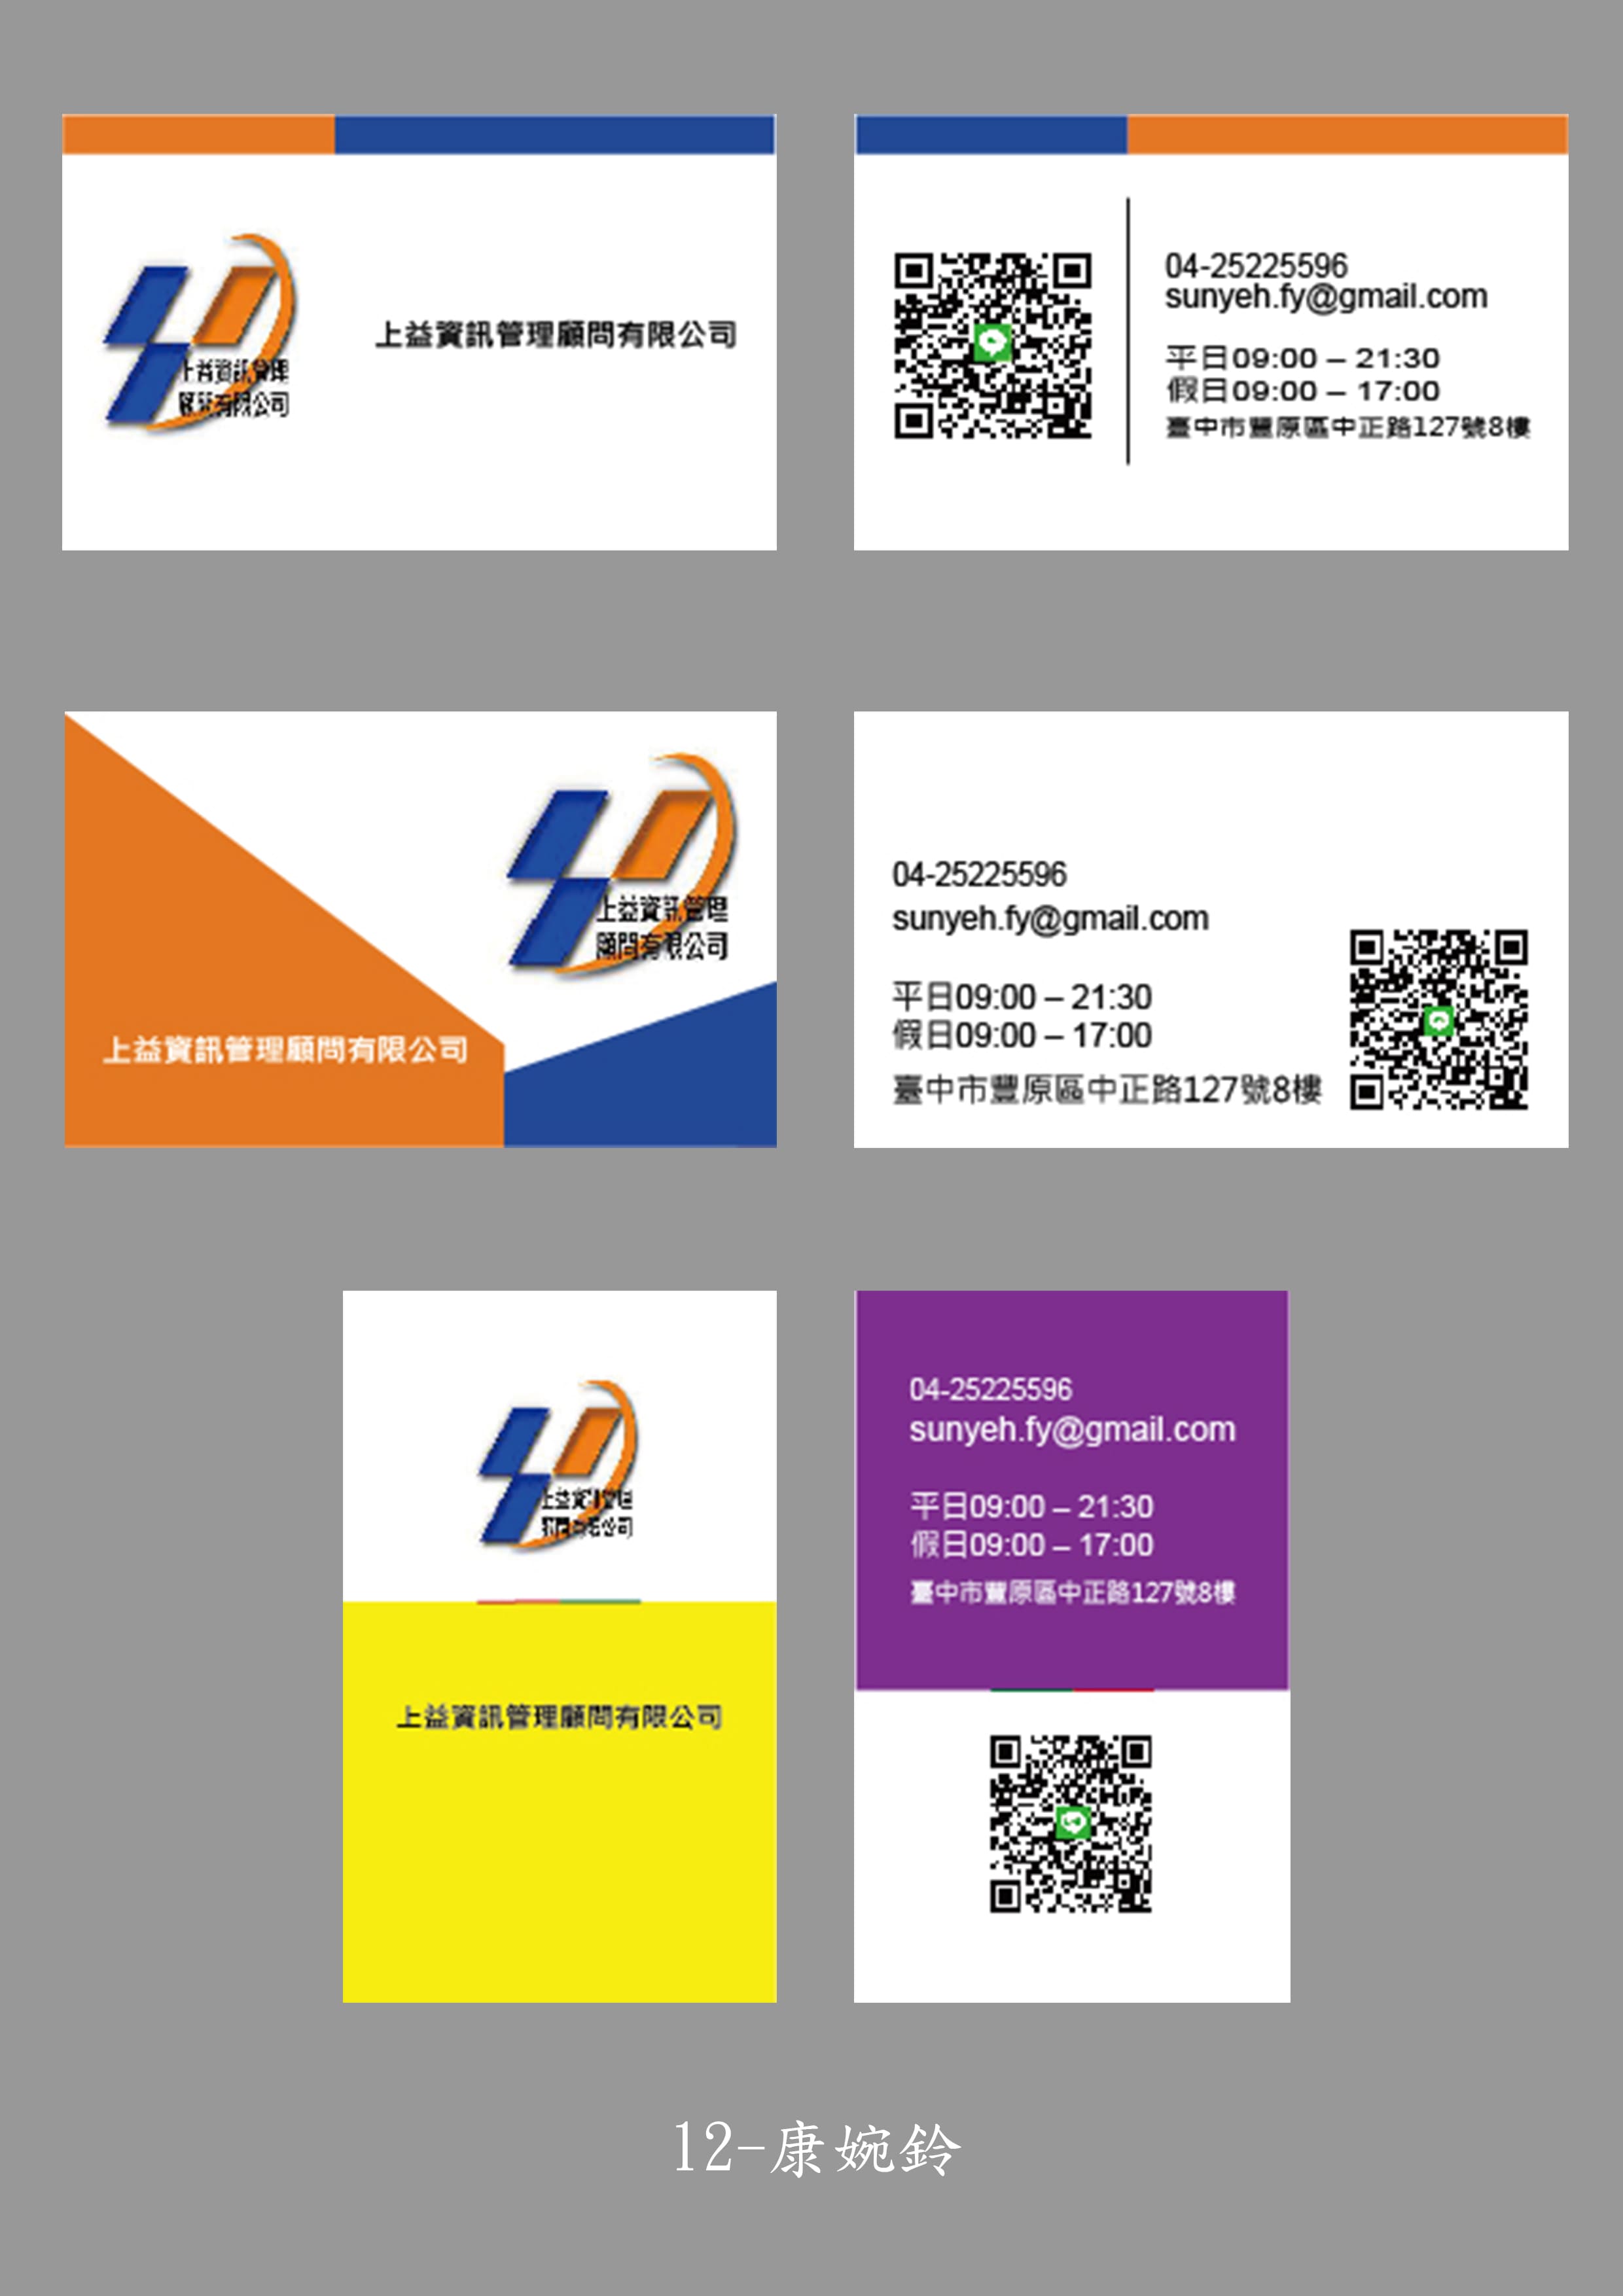 上益資訊管理
顧問有限公司
上益資訊管理顧問有限公司
04-25225596
sunyeh.fy@gmail.com
平日09:00 – 21:30
假日09:00 – 17:00
臺中市豐原區中正路127號8樓
上益資訊管理
顧問有限公司
上益資訊管理顧問有限公司
04-25225596
sunyeh.fy@gmail.com
平日09:00 – 21:30
假日09:00 – 17:00
臺中市豐原區中正路127號8樓
上益資訊管理
顧問有限公司
上益資訊管理顧問有限公司
04-25225596
sunyeh.fy@gmail.com
平日09:00 – 21:30
假日09:00 – 17:00
臺中市豐原區中正路127號8樓
12-康婉鈴